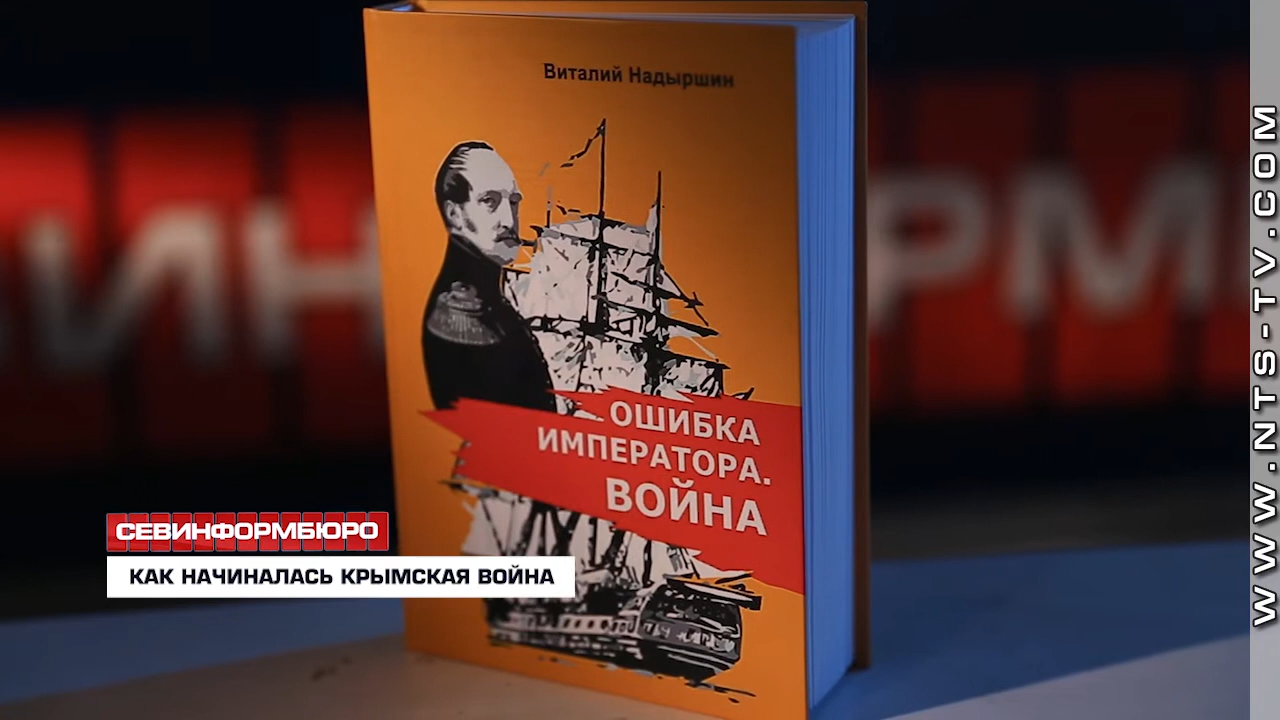 Виталий Надыршин
ОШИБКА
ИМПЕРАТОРА.
ВОЙНА
СЕВИНФОРМБЮРО
КАК НАЧИНАЛАСЬ КРЫМСКАЯ ВОЙНА
WWW.NTS-TV.COM